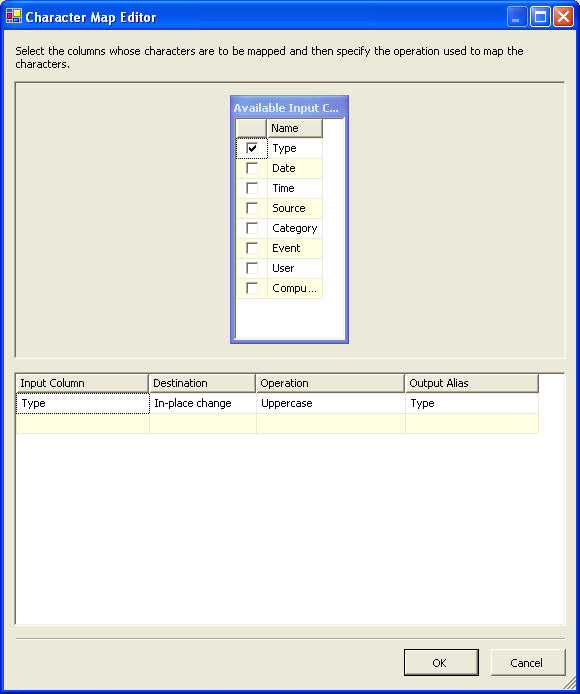 Character Map Editor
Select the columns whose characters are to be mapped and then specify the operation used to map the
characters.
Available Input C...
Name
Type
Date
Time
Source
Category
Event
User
Compu...
Input Column Destination Operation Output Alias
Type In-place change Uppercase Type
OK Cancel